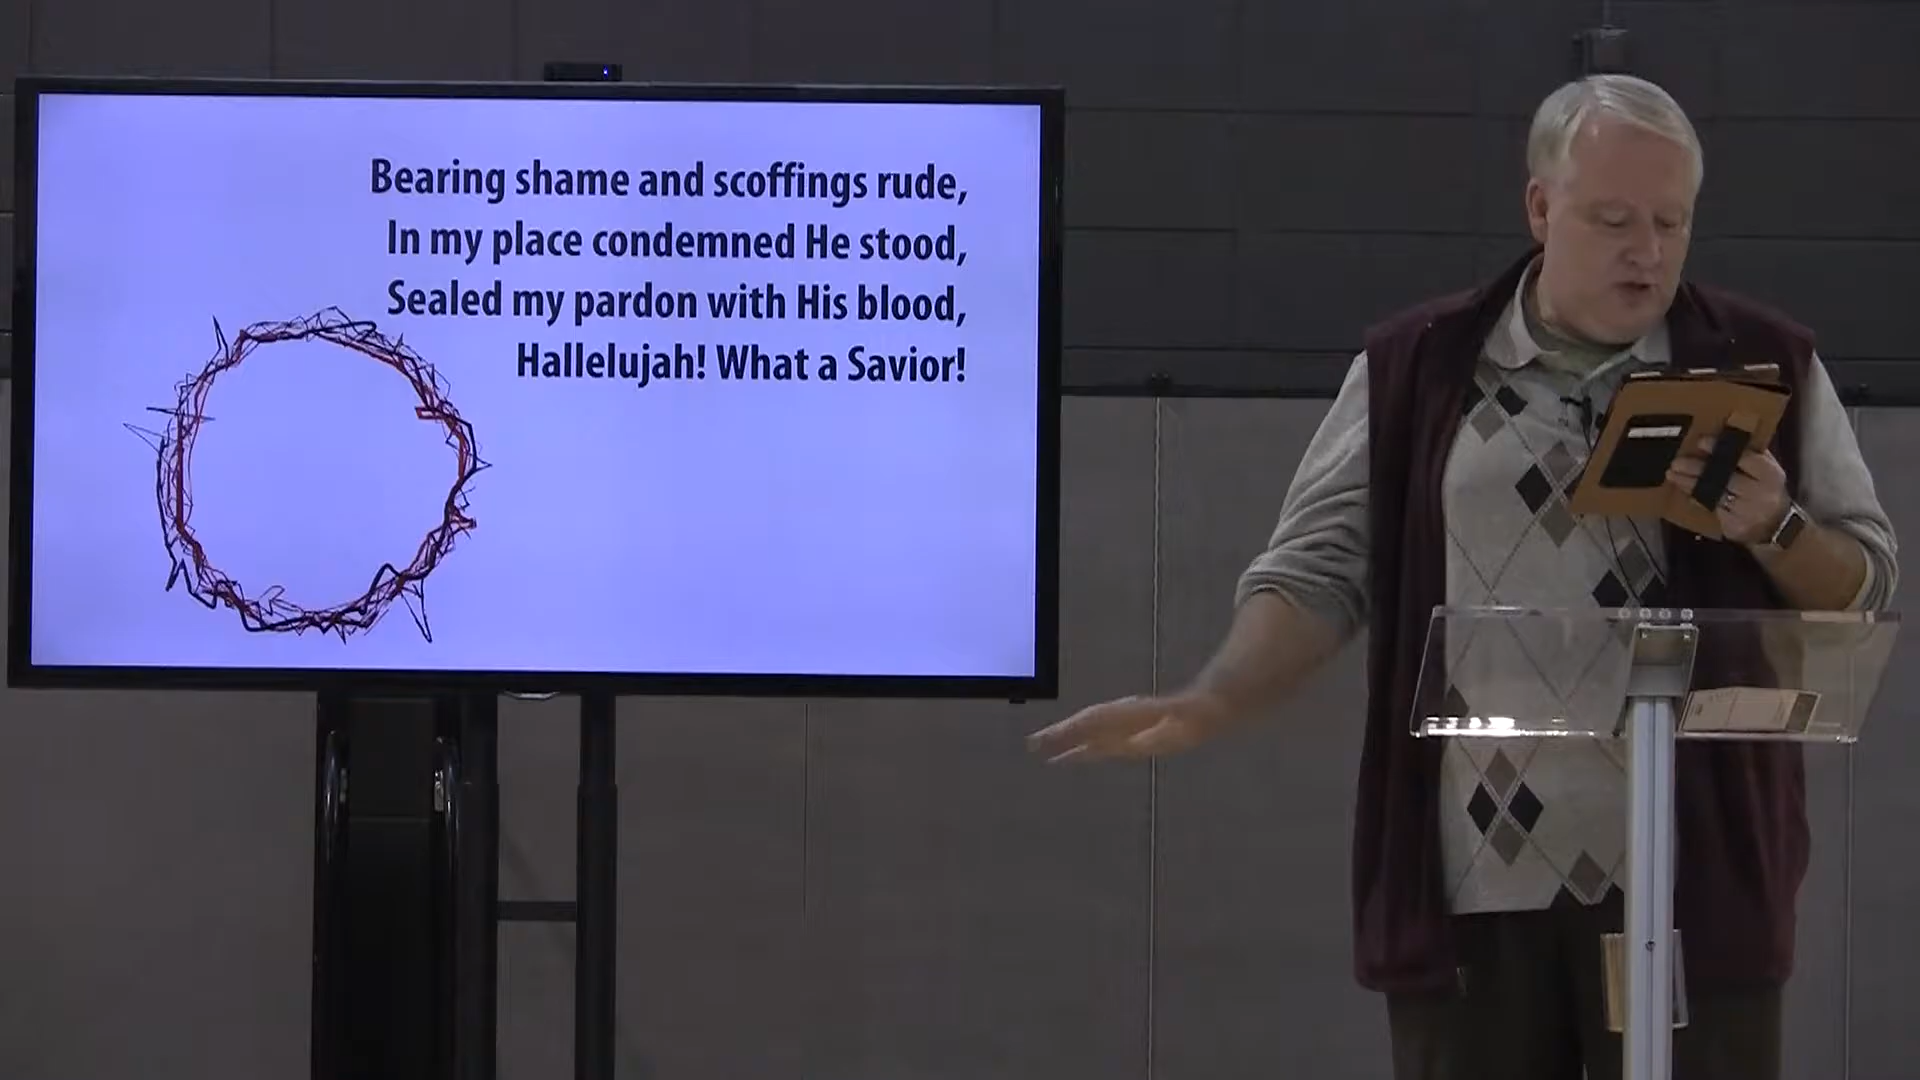 Bearing shame and scoffings rude,
In my place condemned He stood,
Sealed my pardon with His blood,
Hallelujah! What a Savior!